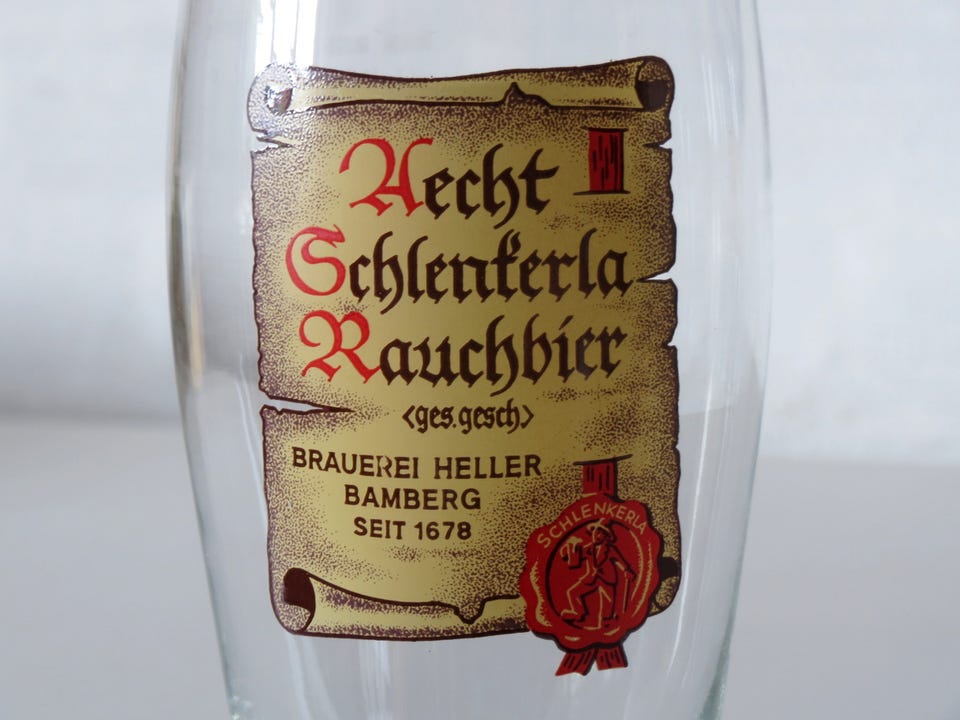 Aecht
Schlenkerla
Rauchbier
<ges.gesch>
BRAUEREI HELLER
BAMBERG
SEIT 1678
SCHLENKERLA